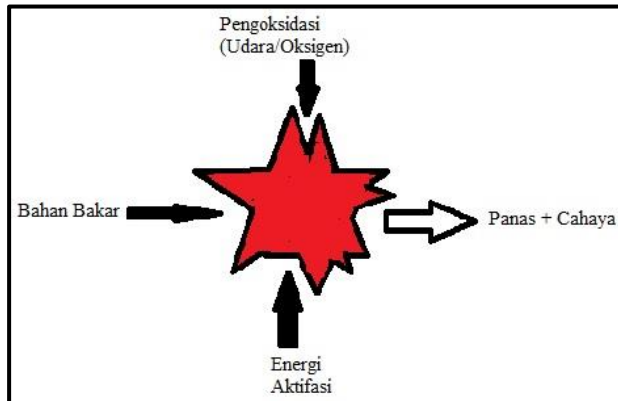 Pengoksidasi
(Udara/Oksigen)
Bahan Bakar
Panas + Cahaya
Energi
Aktifasi